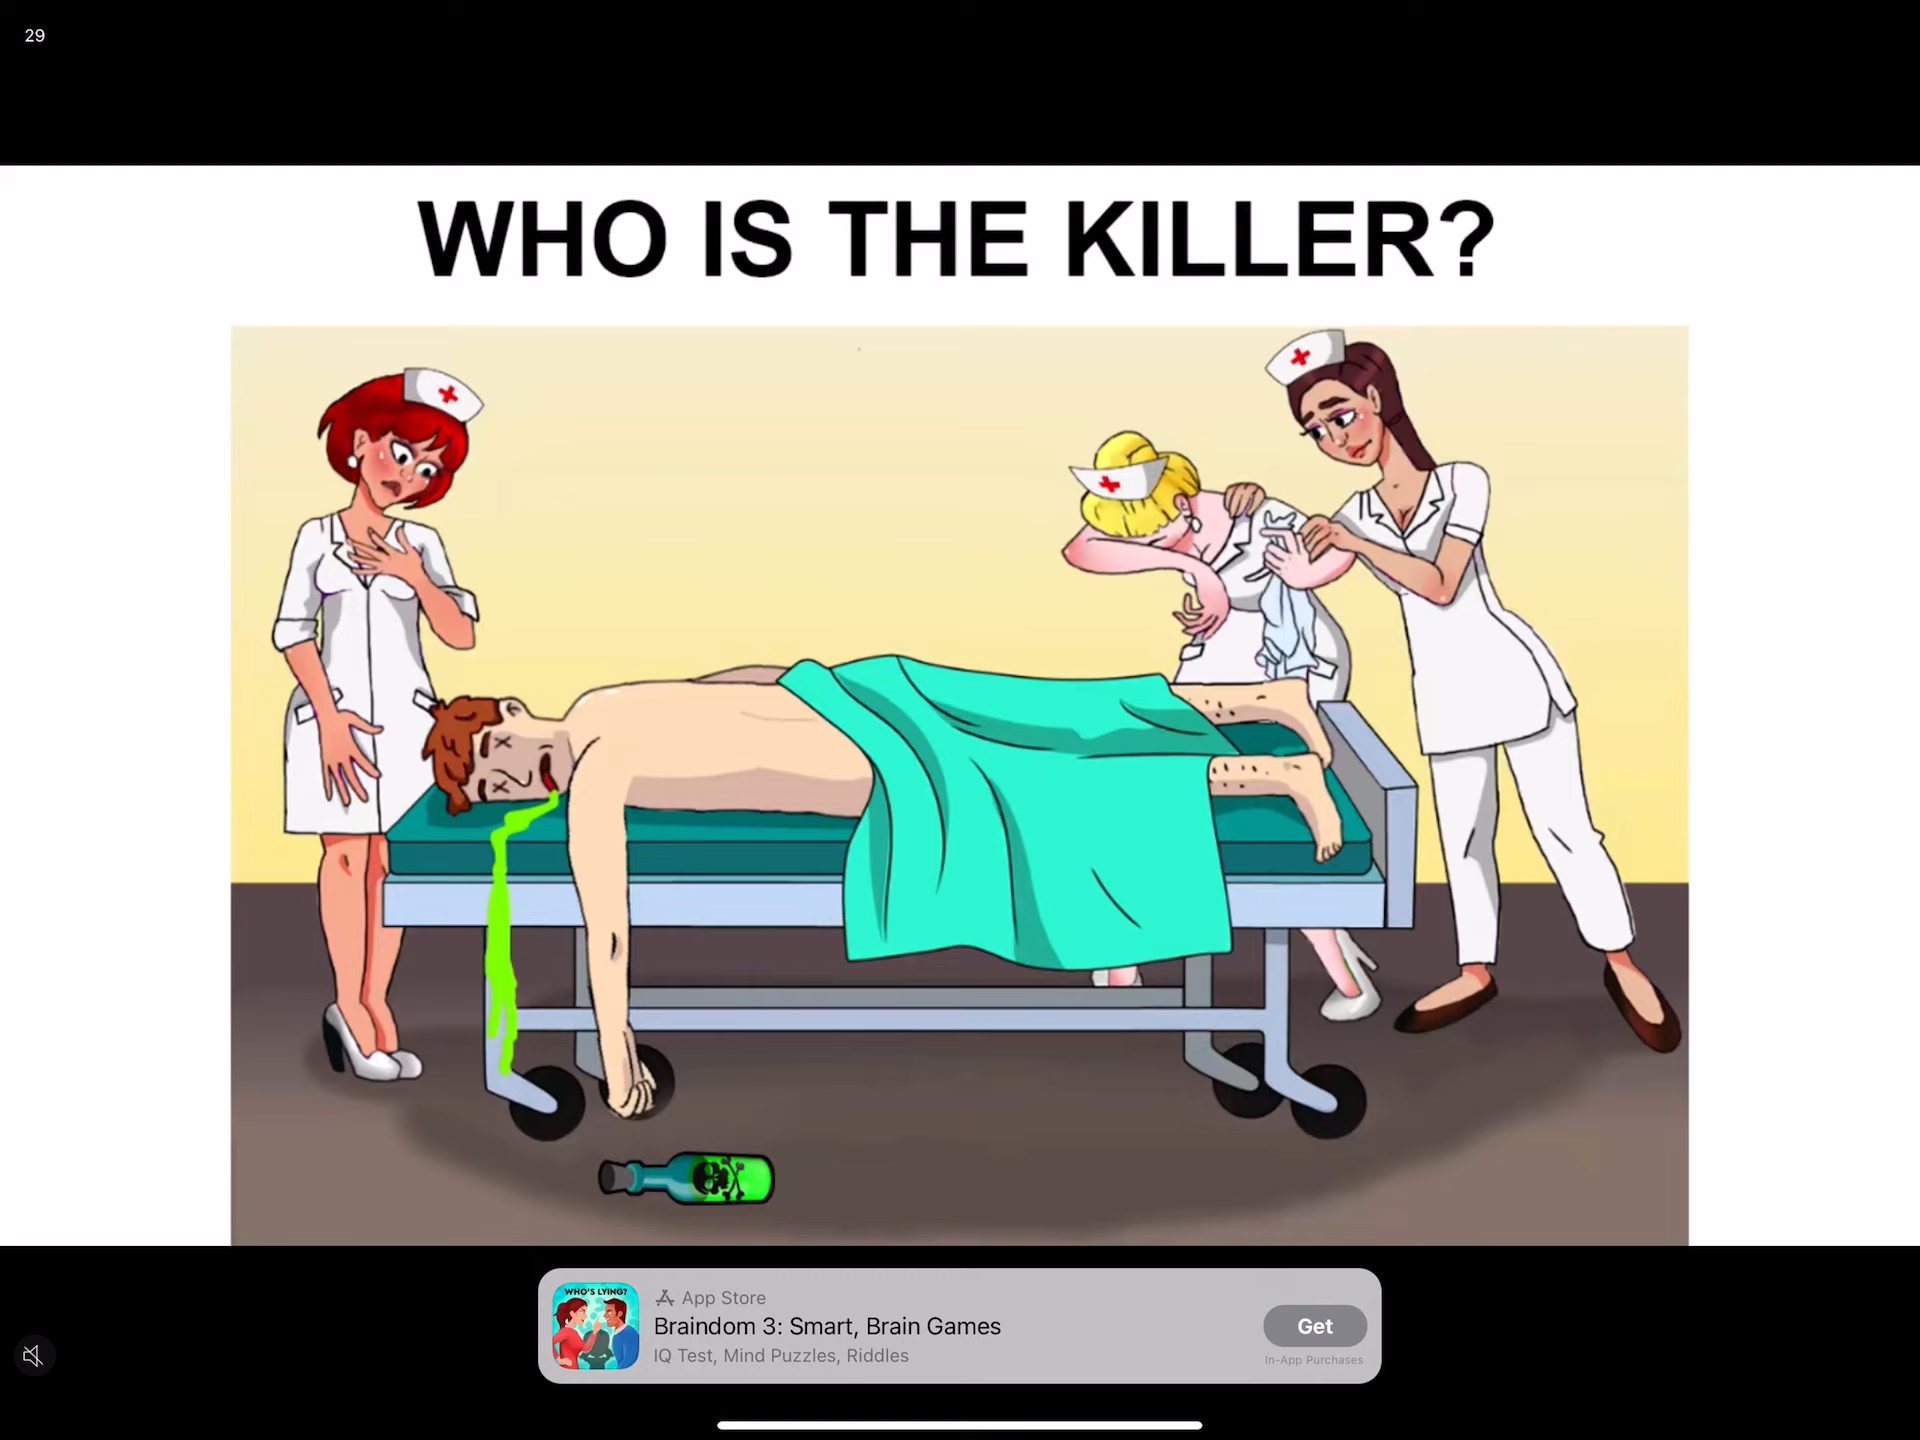 29
WHO IS THE KILLER?
WHO'S LYING?
App Store
Braindom 3: Smart, Brain Games
IQ Test, Mind Puzzles, Riddles
Get
In-App Purchases